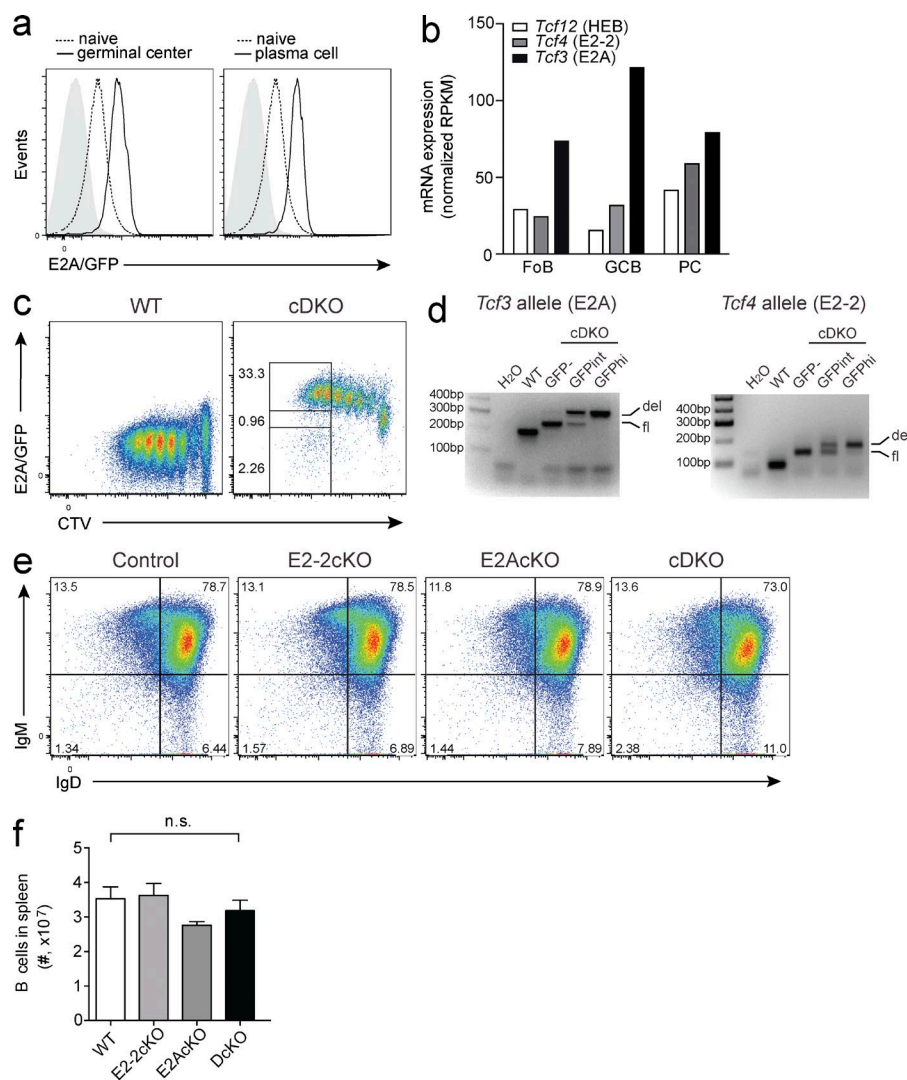 a
naive
germinal center
naive
plasma cell
Events
0
0
0
E2A/GFP
b
Tcf12 (HEB)
Tcf4 (E2-2)
Tcf3 (E2A)
mRNA expression
(normalized RPKM)
150
100
50
0
FoB GCB PC
c
WT cDKO
E2A/GFP
33.3
0.96
2.26
0
0
CTV
d
Tcf3 allele (E2A)
cDKO
H2O WT GFP- GFPint GFPhi
400bp
300bp
200bp
100bp
del
fl
Tcf4 allele (E2-2)
cDKO
H2O WT GFP- GFPint GFPhi
400bp
300bp
200bp
100bp
de
fl
e
Control E2-2cKO E2AcKO cDKO
13.5 78.7 13.1 78.5 11.8 78.9 13.6 73.0
IgM
0
1.34 6.44 1.57 6.89 1.44 7.89 2.38 11.0
0
IgD
f
n.s.
B cells in spleen
(#, x10⁷)
5
4
3
2
1
0
WT
E2-2cKO
E2AcKO
DcKO